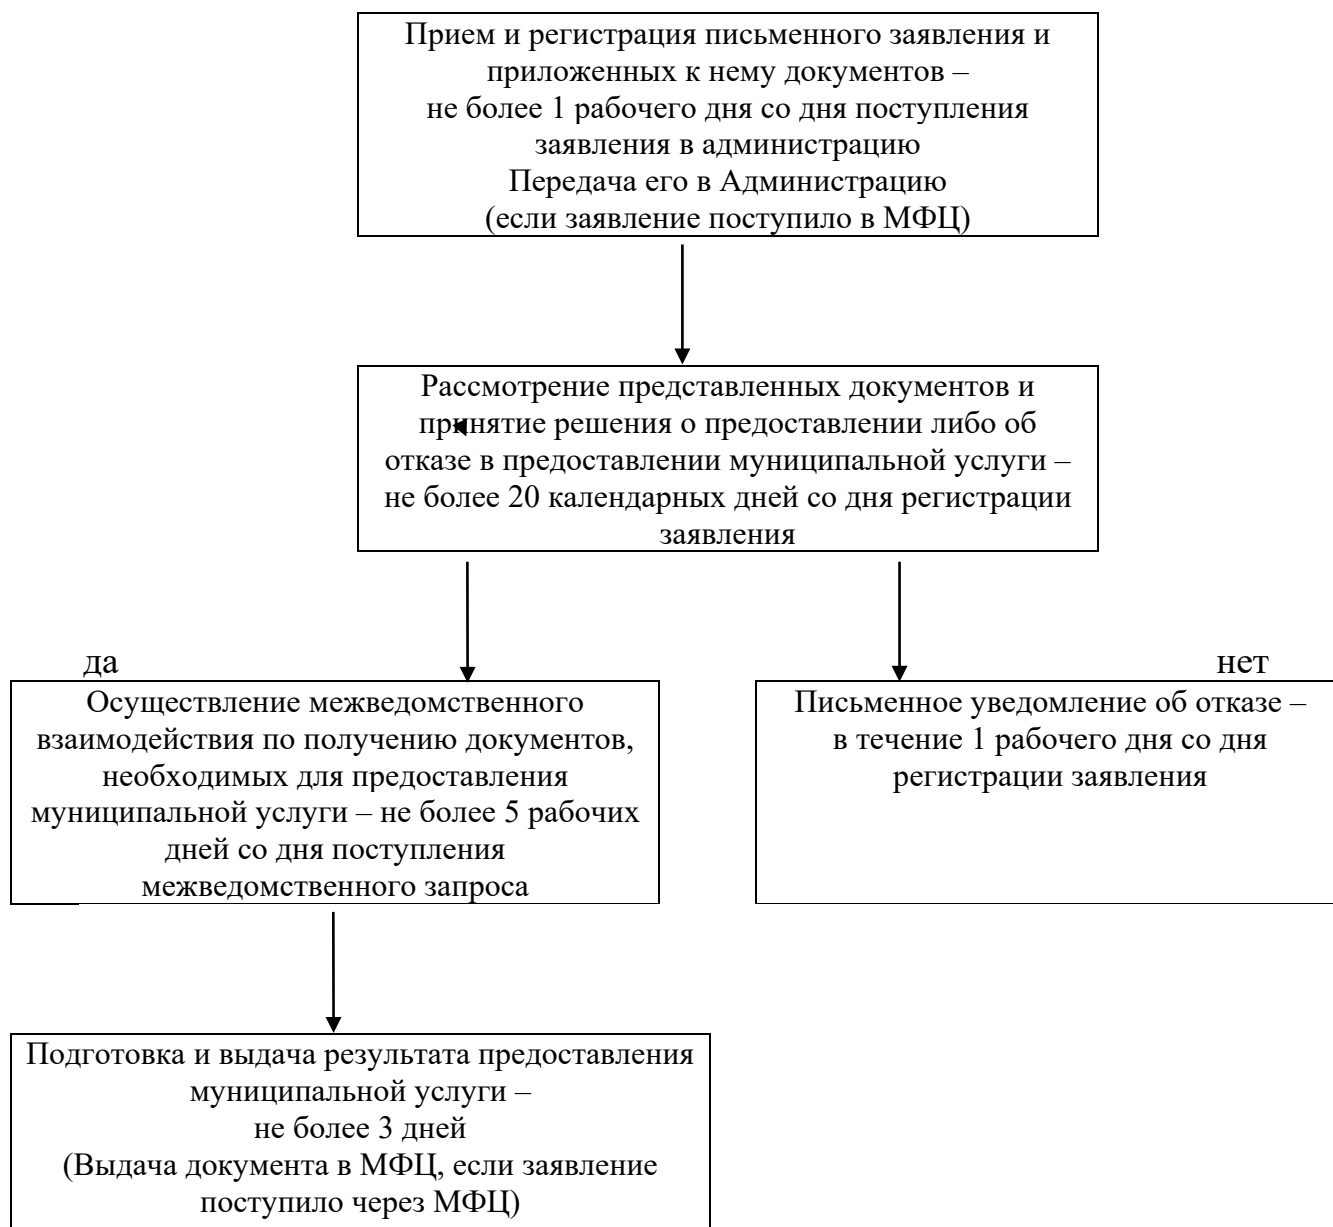 Прием и регистрация письменного заявления и
приложенных к нему документов –
не более 1 рабочего дня со дня поступления
заявления в администрацию
Передача его в Администрацию
(если заявление поступило в МФЦ)
Рассмотрение представленных документов и
принятие решения о предоставлении либо об
отказе в предоставлении муниципальной услуги –
не более 20 календарных дней со дня регистрации
заявления
да
нет
Осуществление межведомственного
взаимодействия по получению документов,
необходимых для предоставления
муниципальной услуги – не более 5 рабочих
дней со дня поступления
межведомственного запроса
Письменное уведомление об отказе –
в течение 1 рабочего дня со дня
регистрации заявления
Подготовка и выдача результата предоставления
муниципальной услуги –
не более 3 дней
(Выдача документа в МФЦ, если заявление
поступило через МФЦ)